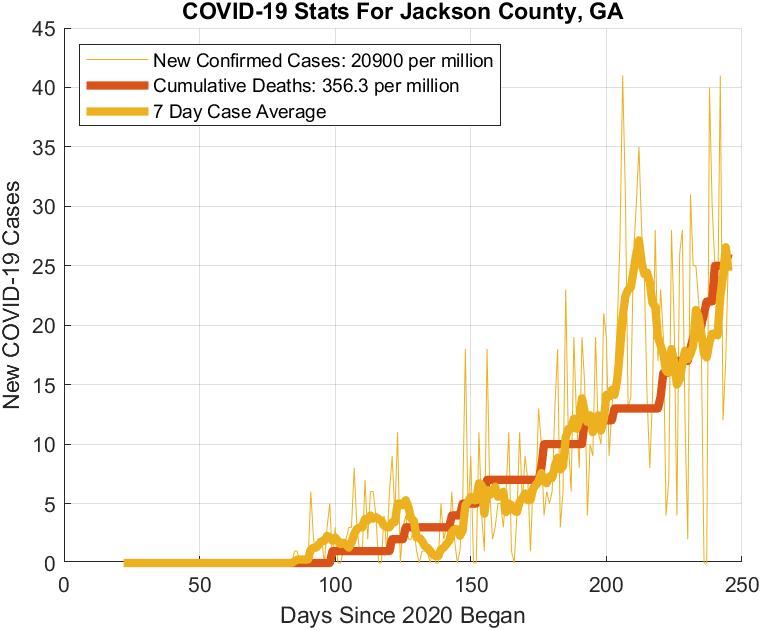 COVID-19 Stats For Jackson County, GA
New Confirmed Cases: 20900 per million
Cumulative Deaths: 356.3 per million
7 Day Case Average
New COVID-19 Cases
45
40
35
30
25
20
15
10
5
0
0 50 100 150 200 250
Days Since 2020 Began